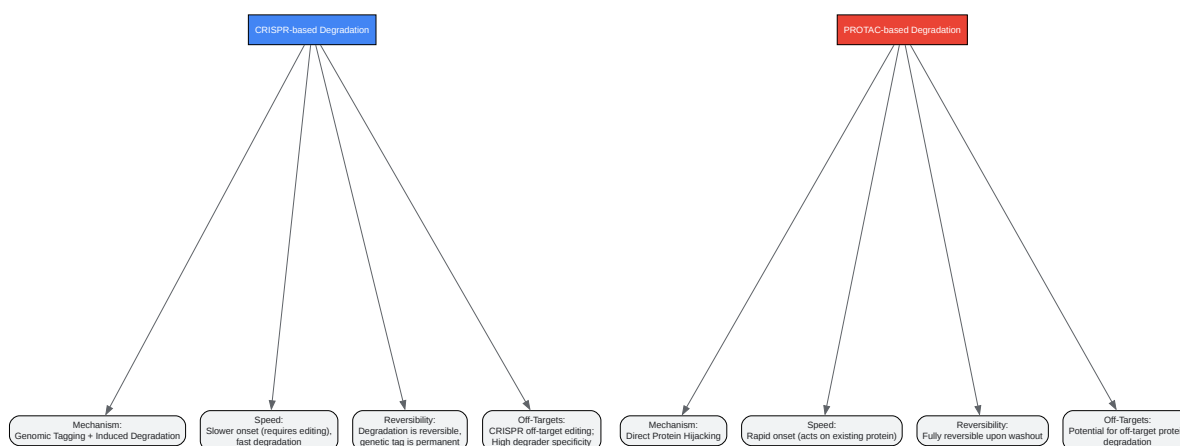 CRISPR-based Degradation
PROTAC-based Degradation
Mechanism:
Genomic Tagging + Induced Degradation
Speed:
Slower onset (requires editing),
fast degradation
Reversibility:
Degradation is reversible,
genetic tag is permanent
Off-Targets:
CRISPR off-target editing;
High degrader specificity
Mechanism:
Direct Protein Hijacking
Speed:
Rapid onset (acts on existing protein)
Reversibility:
Fully reversible upon washout
Off-Targets:
Potential for off-target protei
degradation